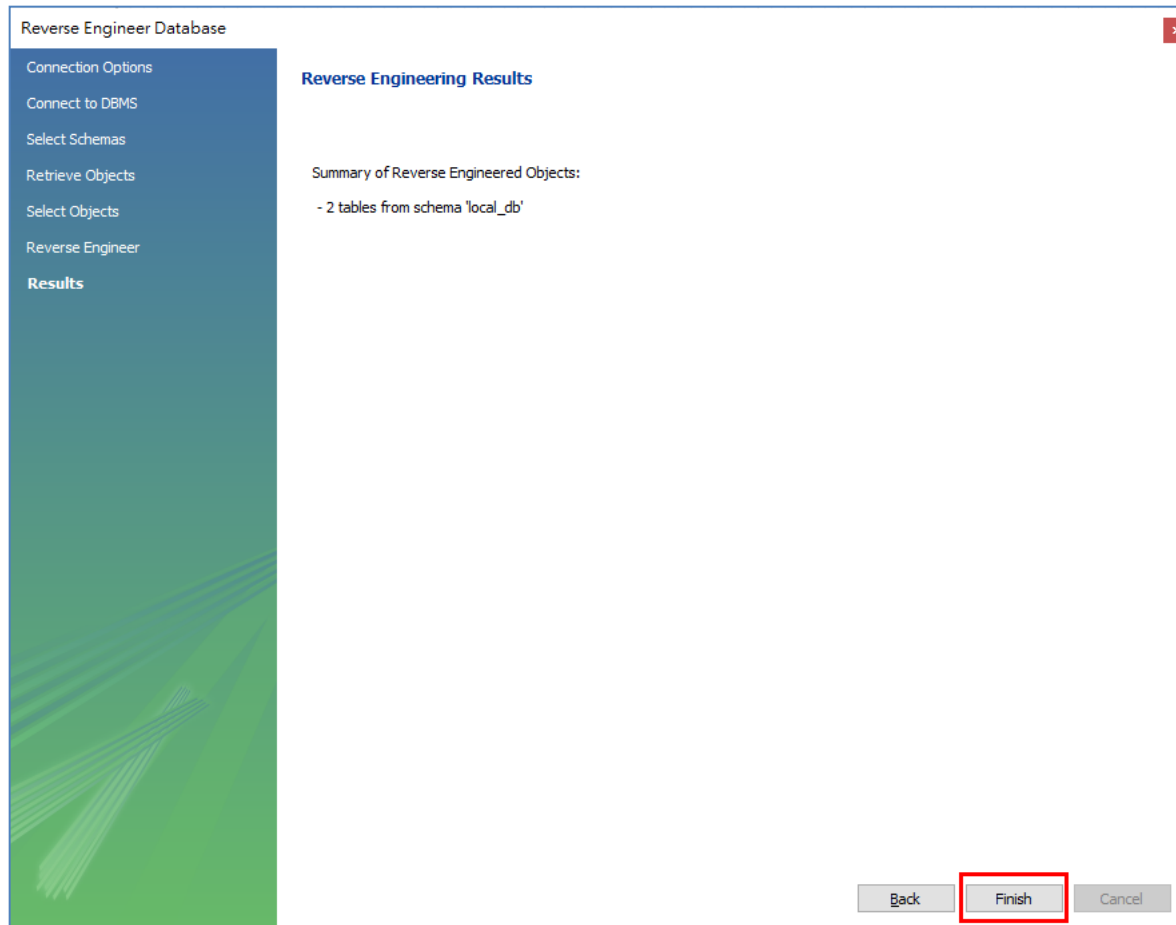 Reverse Engineer Database
Connection Options
Connect to DBMS
Select Schemas
Retrieve Objects
Select Objects
Reverse Engineer
Results
Reverse Engineering Results
Summary of Reverse Engineered Objects:
- 2 tables from schema 'local_db'
Back Finish Cancel